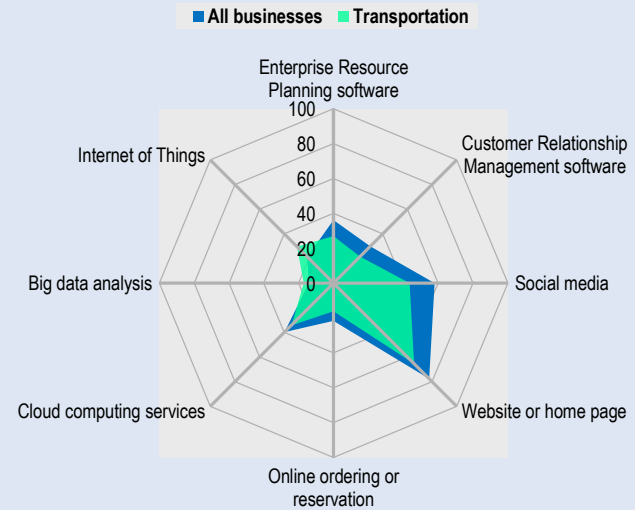 All businesses Transportation
Enterprise Resource
Planning software
100
80
60
40
20
0
Customer Relationship
Management software
Social media
Website or home page
Online ordering or
reservation
Cloud computing services
Big data analysis
Internet of Things